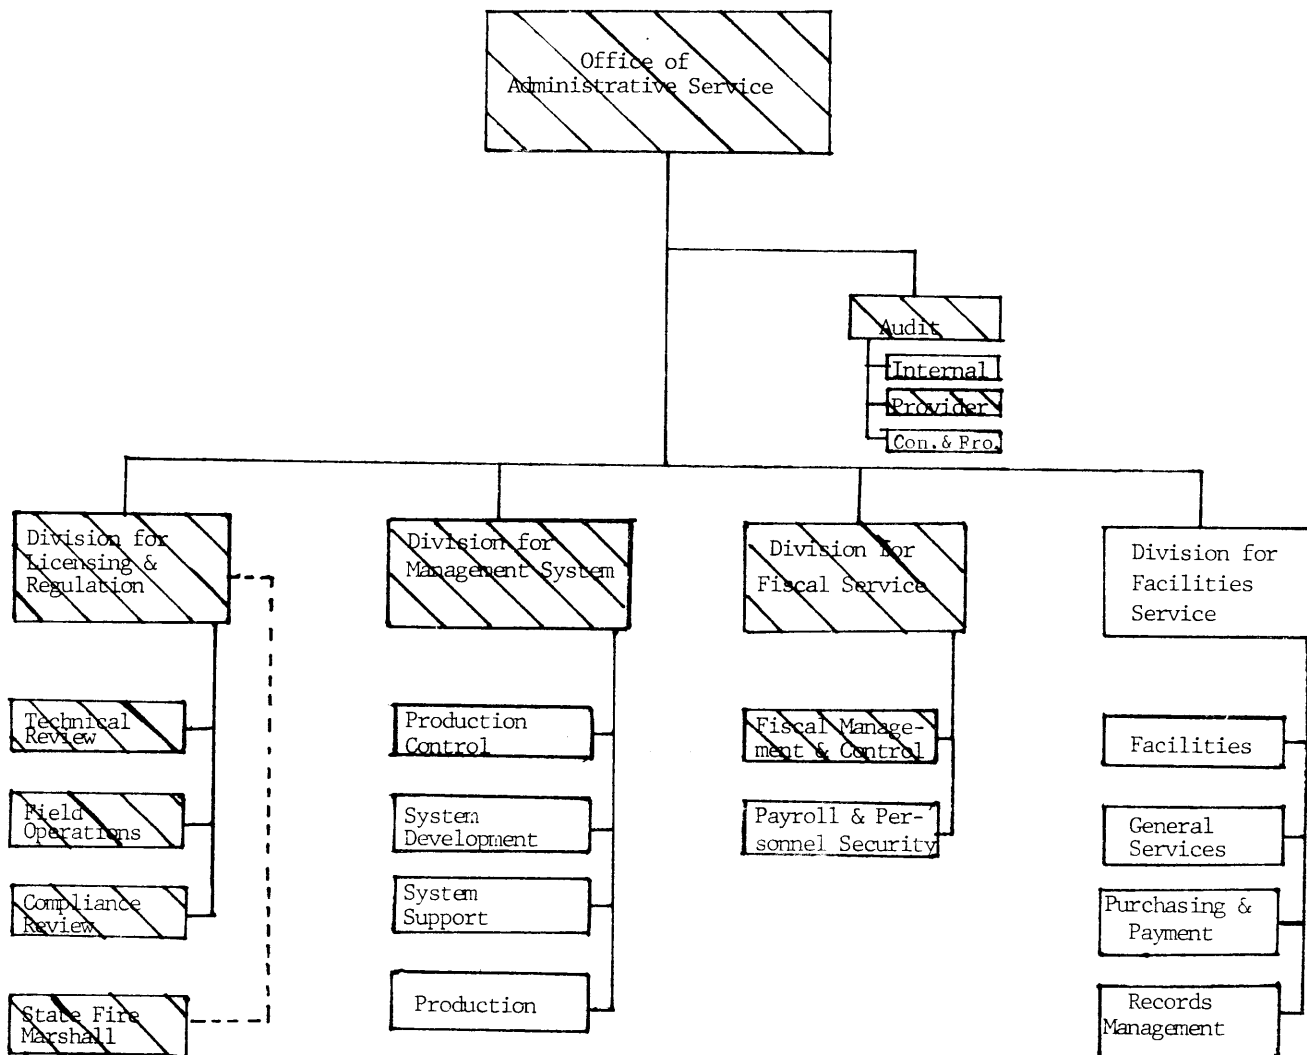 Office of
Administrative Service
Audit
Internal
Provider
Con. & Fro.
Division for
Licensing &
Regulation
Division for
Management System
Division for
Fiscal Service
Division for
Facilities
Service
Technical
Review
Field
Operations
Compliance
Review
State Fire
Marshall
Production
Control
System
Development
System
Support
Production
Fiscal Manage-
ment & Control
Payroll & Per-
sonnel Security
Facilities
General
Services
Purchasing &
Payment
Records
Management